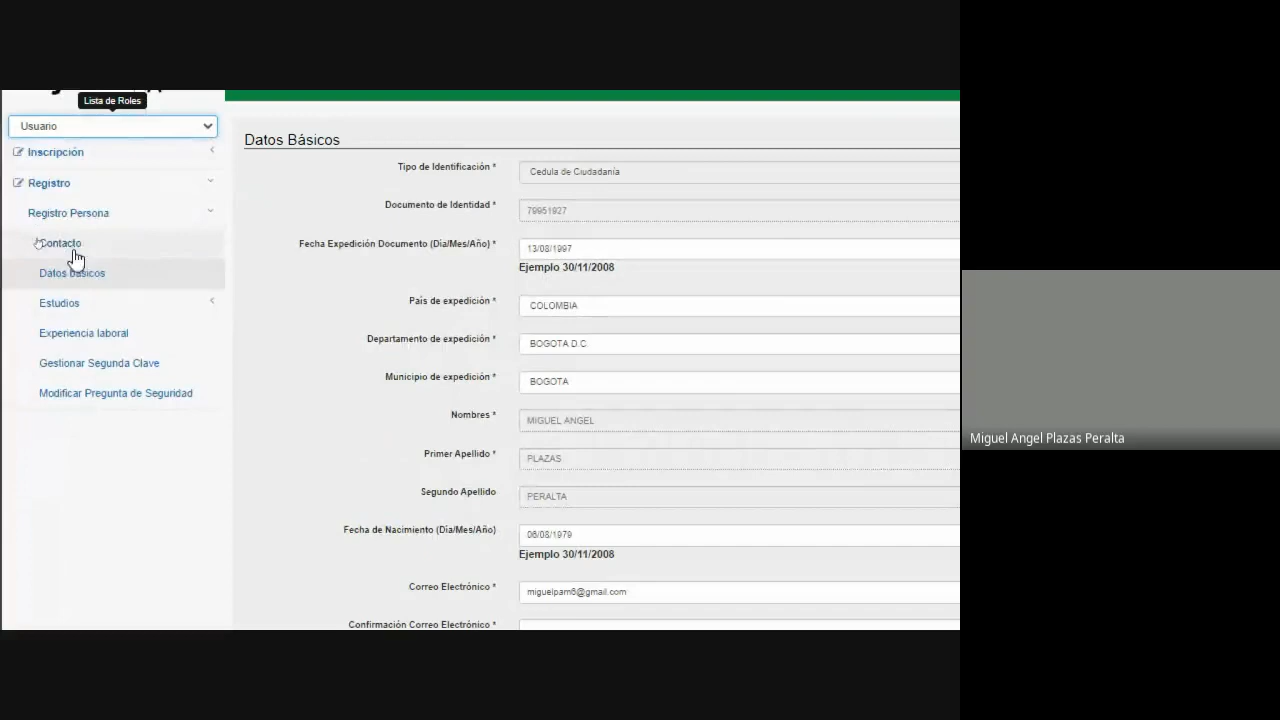 Lista de Roles
Usuario
Inscripción
Registro
Registro Persona
Contacto
Datos básicos
Estudios
Experiencia laboral
Gestionar Segunda Clave
Modificar Pregunta de Seguridad
Datos Básicos
Tipo de Identificación *
Cedula de Ciudadanía
Documento de Identidad *
79951927
Fecha Expedición Documento (Día/Mes/Año) *
13/08/1997
Ejemplo 30/11/2008
País de expedición *
COLOMBIA
Departamento de expedición *
BOGOTA D.C.
Municipio de expedición *
BOGOTA
Nombres *
MIGUEL ANGEL
Primer Apellido *
PLAZAS
Segundo Apellido
PERALTA
Fecha de Nacimiento (Día/Mes/Año)
06/08/1979
Ejemplo 30/11/2008
Correo Electrónico *
miguelpam6@gmail.com
Confirmación Correo Electrónico *
Miguel Angel Plazas Peralta